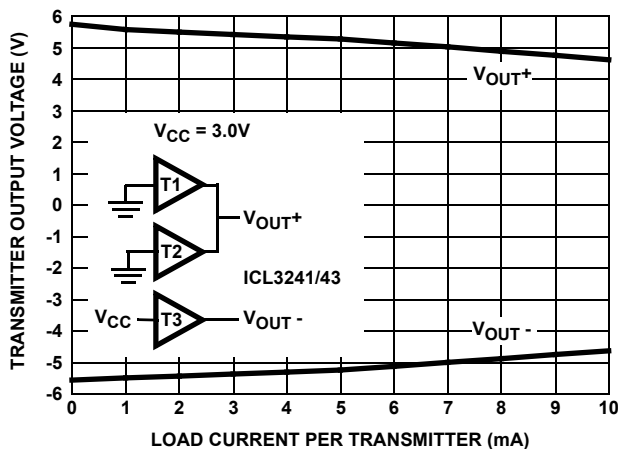 TRANSMITTER OUTPUT VOLTAGE (V)
6
5
4
3
2
1
0
-1
-2
-3
-4
-5
-6
VOUT+
VCC = 3.0V
T1
VOUT+
T2
ICL3241/43
VCC
T3
VOUT -
VOUT -
0 1 2 3 4 5 6 7 8 9 10
LOAD CURRENT PER TRANSMITTER (mA)